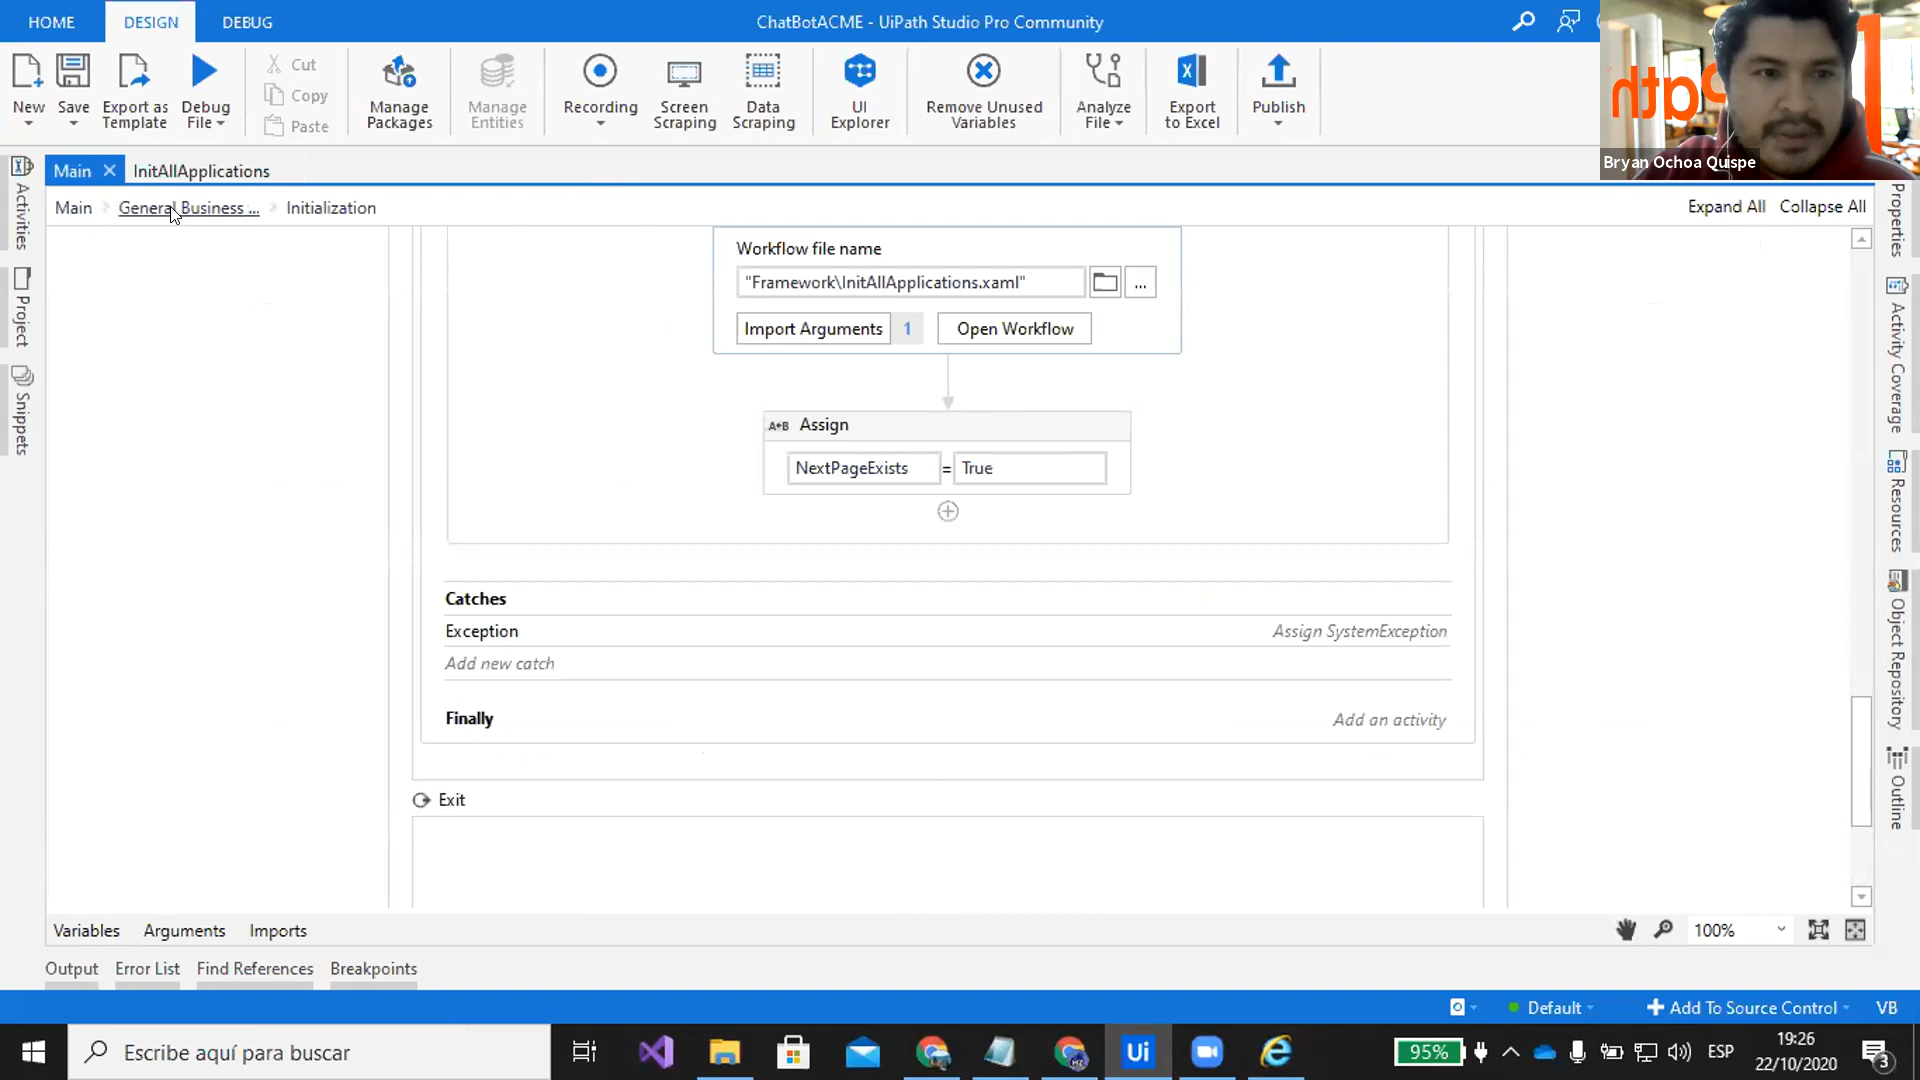 HOME DESIGN DEBUG
ChatBotACME - UiPath Studio Pro Community
New
Save
Export as Template
Debug File
Cut
Copy
Paste
Manage Packages
Manage Entities
Recording
Screen Scraping
Data Scraping
UI Explorer
Remove Unused Variables
Analyze File
Export to Excel
Publish
Path
Bryan Ochoa Quispe
Main InitAllApplications
Main General Business ... Initialization
Expand All Collapse All
Activities
Project
Snippets
Workflow file name
"Framework\InitAllApplications.xaml" ...
Import Arguments 1 Open Workflow
A+B Assign
NextPageExists = True
Catches
Exception Assign SystemException
Add new catch
Finally Add an activity
Exit
Properties
Activity Coverage
Resources
Object Repository
Outline
Variables Arguments Imports
100%
Output Error List Find References Breakpoints
Default Add To Source Control VB
Escribe aquí para buscar
Ui
95%
ESP
19:26
22/10/2020
3